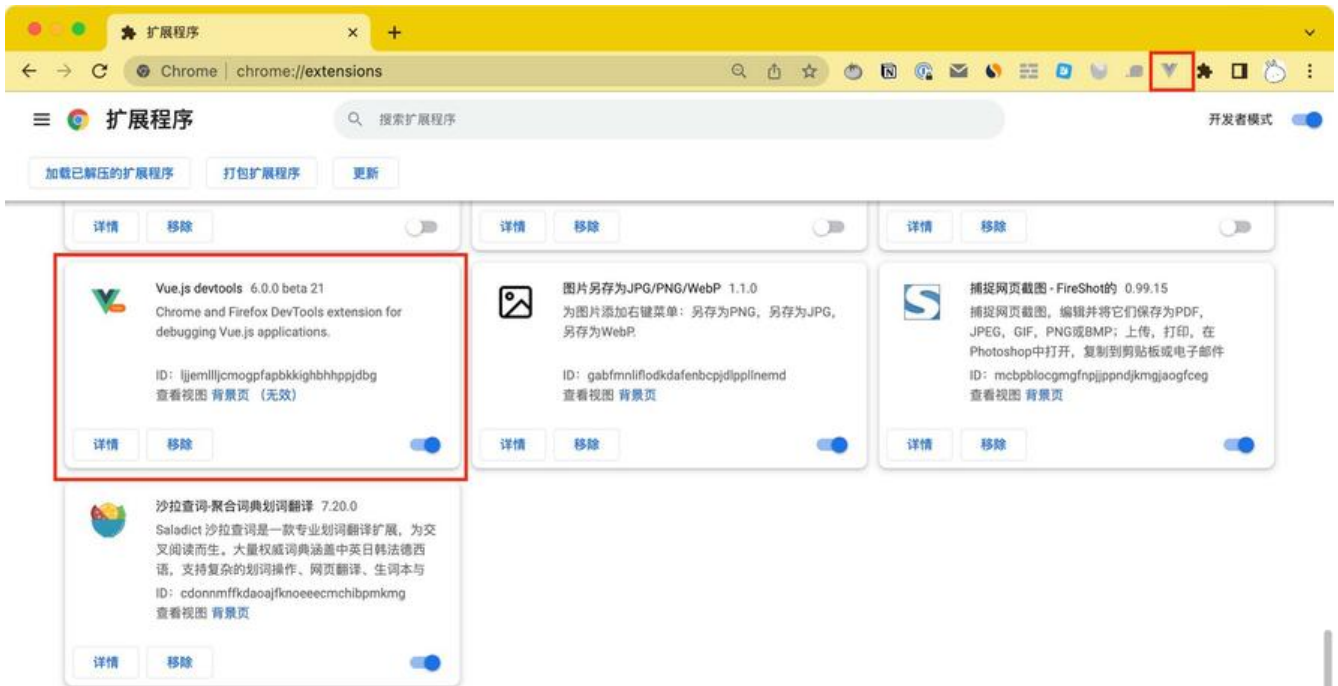 扩展程序
Chrome | chrome://extensions
扩展程序
搜索扩展程序
开发者模式
加载已解压的扩展程序 打包扩展程序 更新
详情 移除 详情 移除 详情 移除
Vue.js devtools 6.0.0 beta 21
Chrome and Firefox DevTools extension for
debugging Vue.js applications.
ID: ljjemllljcmogpfapbkkighbhhppjdbg
查看视图 背景页 （无效）
详情 移除
图片另存为JPG/PNG/WebP 1.1.0
为图片添加右键菜单：另存为PNG，另存为JPG，
另存为WebP.
ID: gabfmnliflodkdafenbcpjdlppllnemd
查看视图 背景页
详情 移除
捕捉网页截图 - FireShot的 0.99.15
捕捉网页截图，编辑并将它们保存为PDF，
JPEG，GIF，PNG或BMP；上传，打印，在
Photoshop中打开，复制到剪贴板或电子邮件
ID: mcbpblocgmgfnpjjppndjkmgjaogfceg
查看视图 背景页
详情 移除
沙拉查词-聚合词典划词翻译 7.20.0
Saladict 沙拉查词是一款专业划词翻译扩展，为交
叉阅读而生。大量权威词典涵盖中英日韩法德西
语，支持复杂的划词操作、网页翻译、生词本与
ID: cdonnmffkdaoajfknoeeecmchibpmkmg
查看视图 背景页
详情 移除